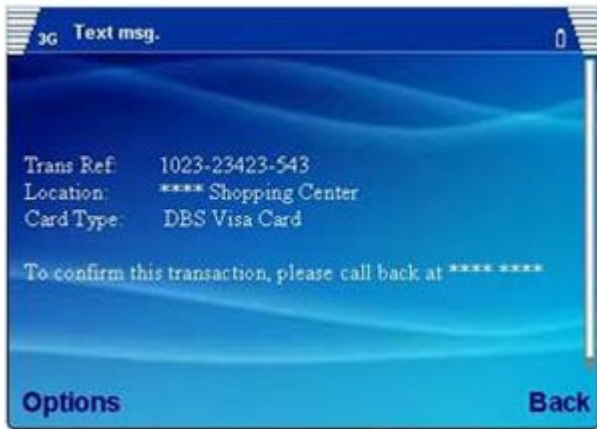 3G Text msg.
Trans Ref: 1023-23423-543
Location: **** Shopping Center
Card Type: DBS Visa Card
To confirm this transaction, please call back at **** ****
Options Back